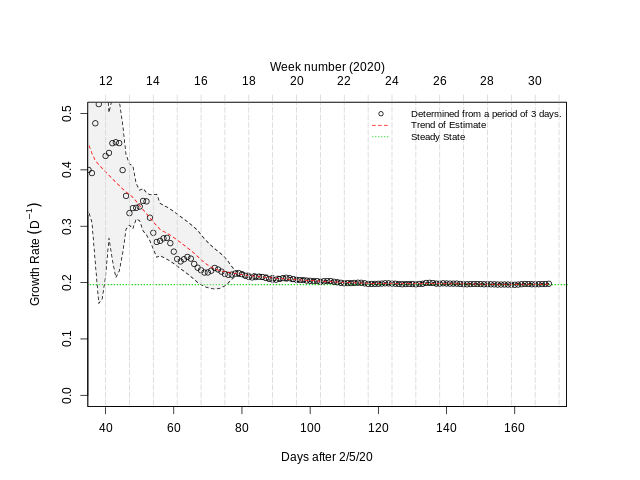 Week number (2020)
12 14 16 18 20 22 24 26 28 30
Determined from a period of 3 days.
Trend of Estimate
Steady State
0.5
0.4
0.3
0.2
0.1
0.0
Growth Rate (D⁻¹)
40 60 80 100 120 140 160
Days after 2/5/20